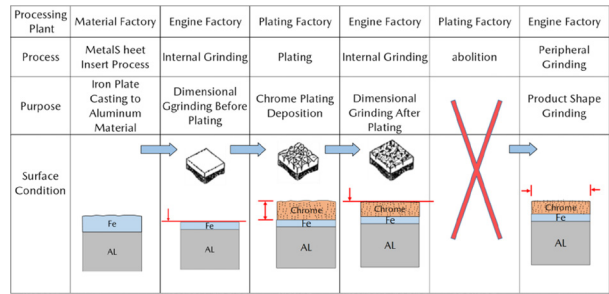 Processing Plant
Material Factory
Engine Factory
Plating Factory
Engine Factory
Plating Factory
Engine Factory
Process
MetalS heet
Insert Process
Internal Grinding
Plating
Internal Grinding
abolition
Peripheral
Grinding
Purpose
Iron Plate
Casting to
Aluminum
Material
Dimensional
Ggrinding Before
Plating
Chrome Plating
Deposition
Dimensional
Grinding After
Plating
Product Shape
Grinding
Surface
Condition
Fe
AL
Fe
AL
Chrome
Fe
AL
Chrome
Fe
AL
Chrome
Fe
AL